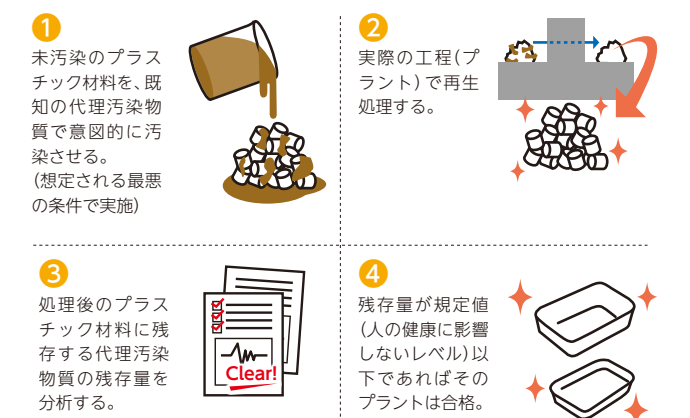 1
未汚染のプラス
チック材料を、既
知の代理汚染物
質で意図的に汚
染させる。
(想定される最悪
の条件で実施)
2
実際の工程(プ
ラント)で再生
処理する。
3
処理後のプラス
チック材料に残
存する代理汚染
物質の残存量を
分析する。
Clear!
4
残存量が規定値
(人の健康に影響
しないレベル)以
下であればその
プラントは合格。